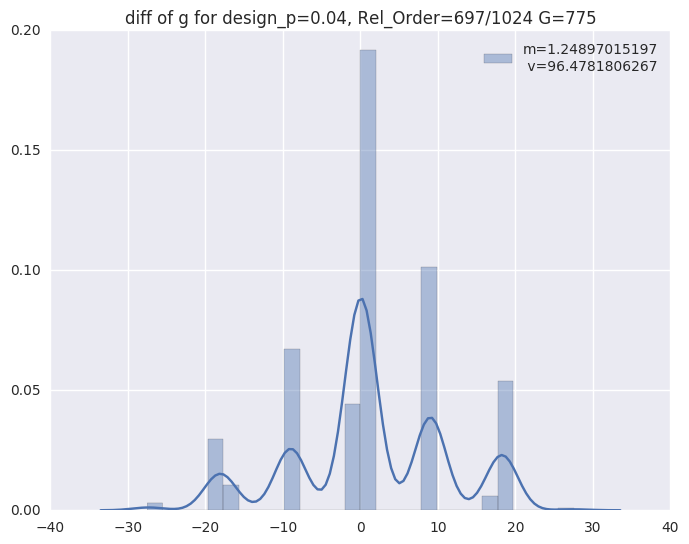 diff of g for design_p=0.04, Rel_Order=697/1024 G=775
m=1.24897015197
v=96.4781806267
0.20
0.15
0.10
0.05
0.00
−40 −30 −20 −10 0 10 20 30 40